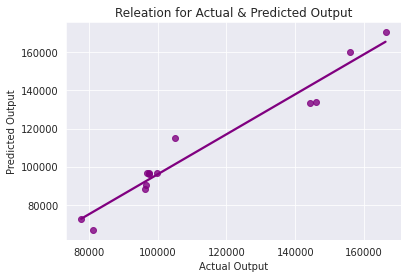 Releation for Actual & Predicted Output
160000
140000
120000
100000
80000
Predicted Output
80000 100000 120000 140000 160000
Actual Output